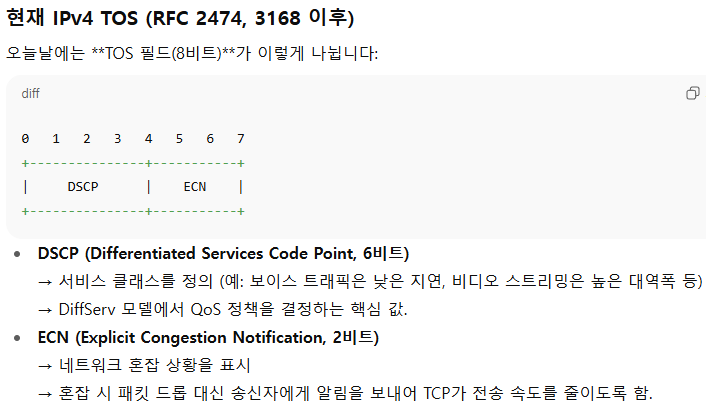 현재 IPv4 TOS (RFC 2474, 3168 이후)
오늘날에는 **TOS 필드(8비트)**가 이렇게 나뉩니다:
diff
0   1   2   3   4   5   6   7
+---------------+-----------+
|     DSCP      |    ECN    |
+---------------+-----------+
• DSCP (Differentiated Services Code Point, 6비트)
→ 서비스 클래스를 정의 (예: 보이스 트래픽은 낮은 지연, 비디오 스트리밍은 높은 대역폭 등)
→ DiffServ 모델에서 QoS 정책을 결정하는 핵심 값.
• ECN (Explicit Congestion Notification, 2비트)
→ 네트워크 혼잡 상황을 표시
→ 혼잡 시 패킷 드롭 대신 송신자에게 알림을 보내어 TCP가 전송 속도를 줄이도록 함.